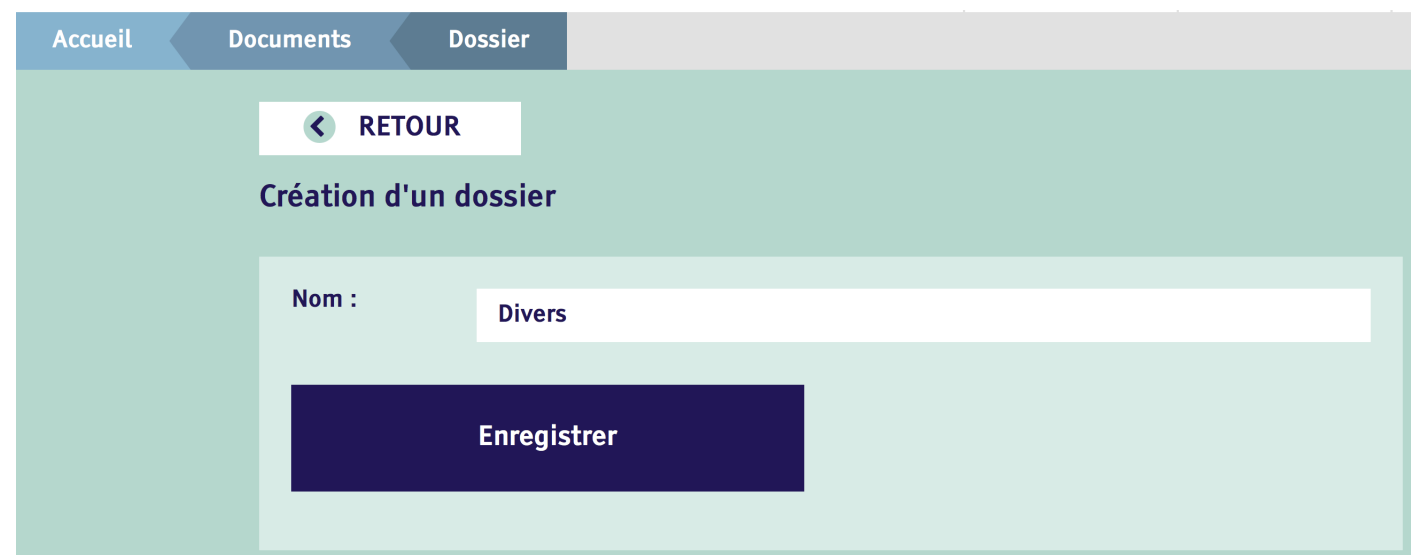 Accueil Documents Dossier
RETOUR
Création d'un dossier
Nom :
Divers
Enregistrer